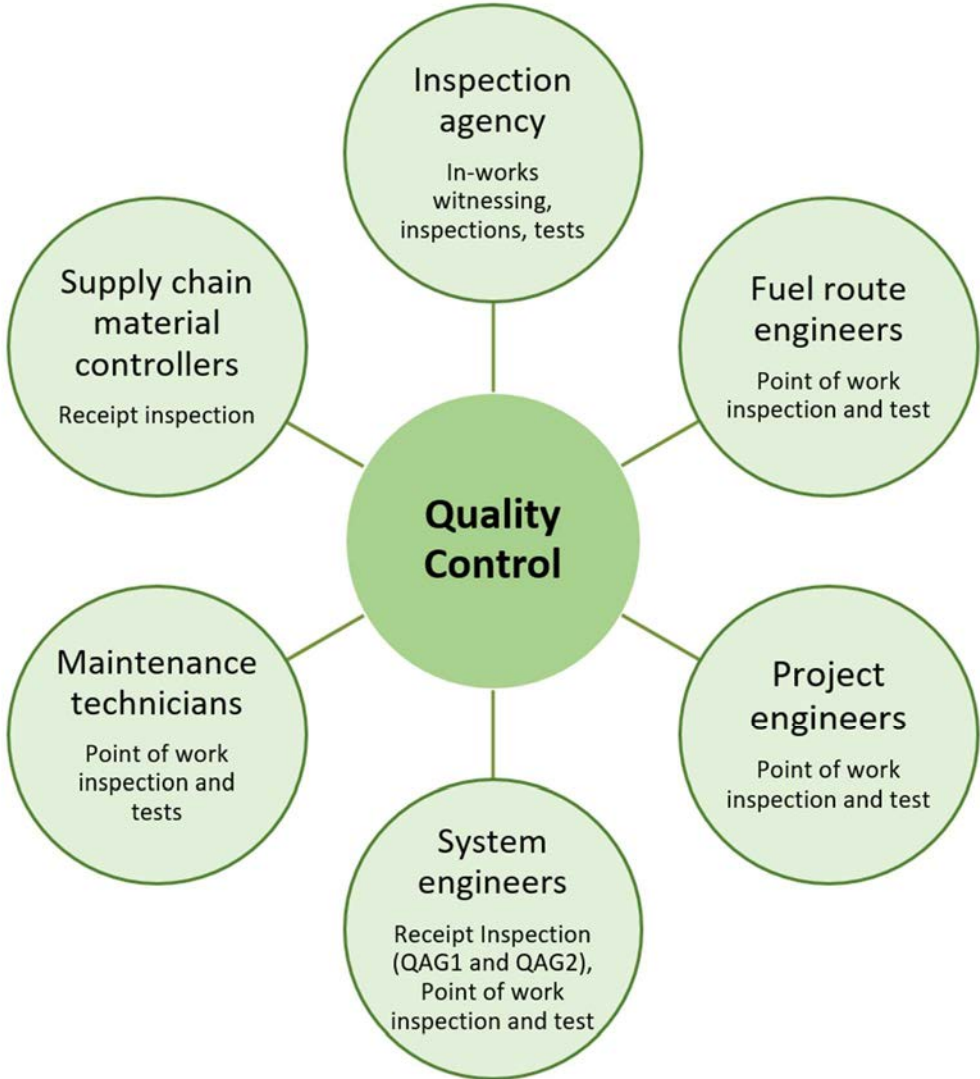 Inspection
agency
In-works
witnessing,
inspections, tests
Fuel route
engineers
Point of work
inspection and test
Project
engineers
Point of work
inspection and test
System
engineers
Receipt Inspection
(QAG1 and QAG2),
Point of work
inspection and test
Maintenance
technicians
Point of work
inspection and
tests
Supply chain
material
controllers
Receipt inspection
Quality
Control